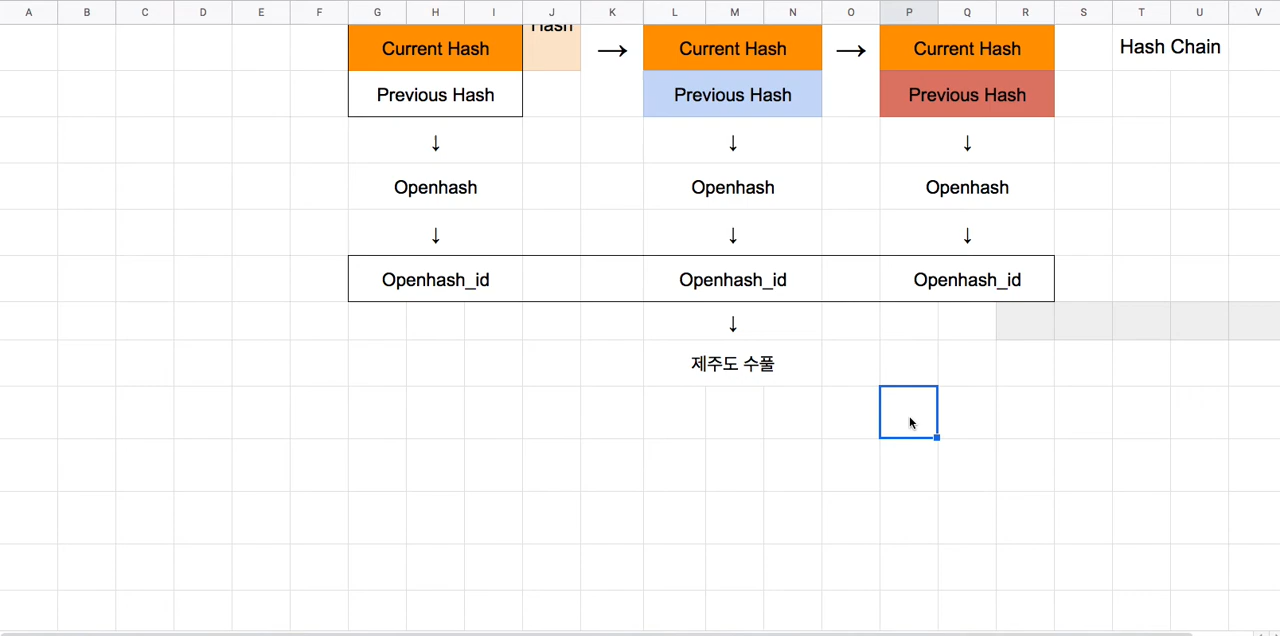 A B C D E F G H I J K L M N O P Q R S T U V
Hash
Current Hash → Current Hash → Current Hash Hash Chain
Previous Hash Previous Hash Previous Hash
↓ ↓ ↓
Openhash Openhash Openhash
↓ ↓ ↓
Openhash_id Openhash_id Openhash_id
↓
제주도 수풀